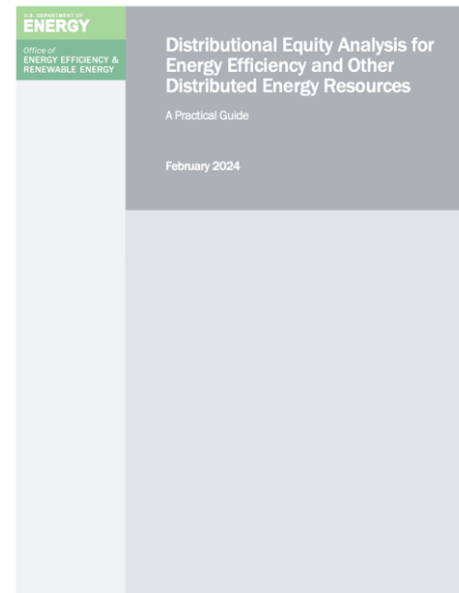 U.S. DEPARTMENT OF
ENERGY
Office of
ENERGY EFFICIENCY &
RENEWABLE ENERGY
Distributional Equity Analysis for
Energy Efficiency and Other
Distributed Energy Resources
A Practical Guide
February 2024